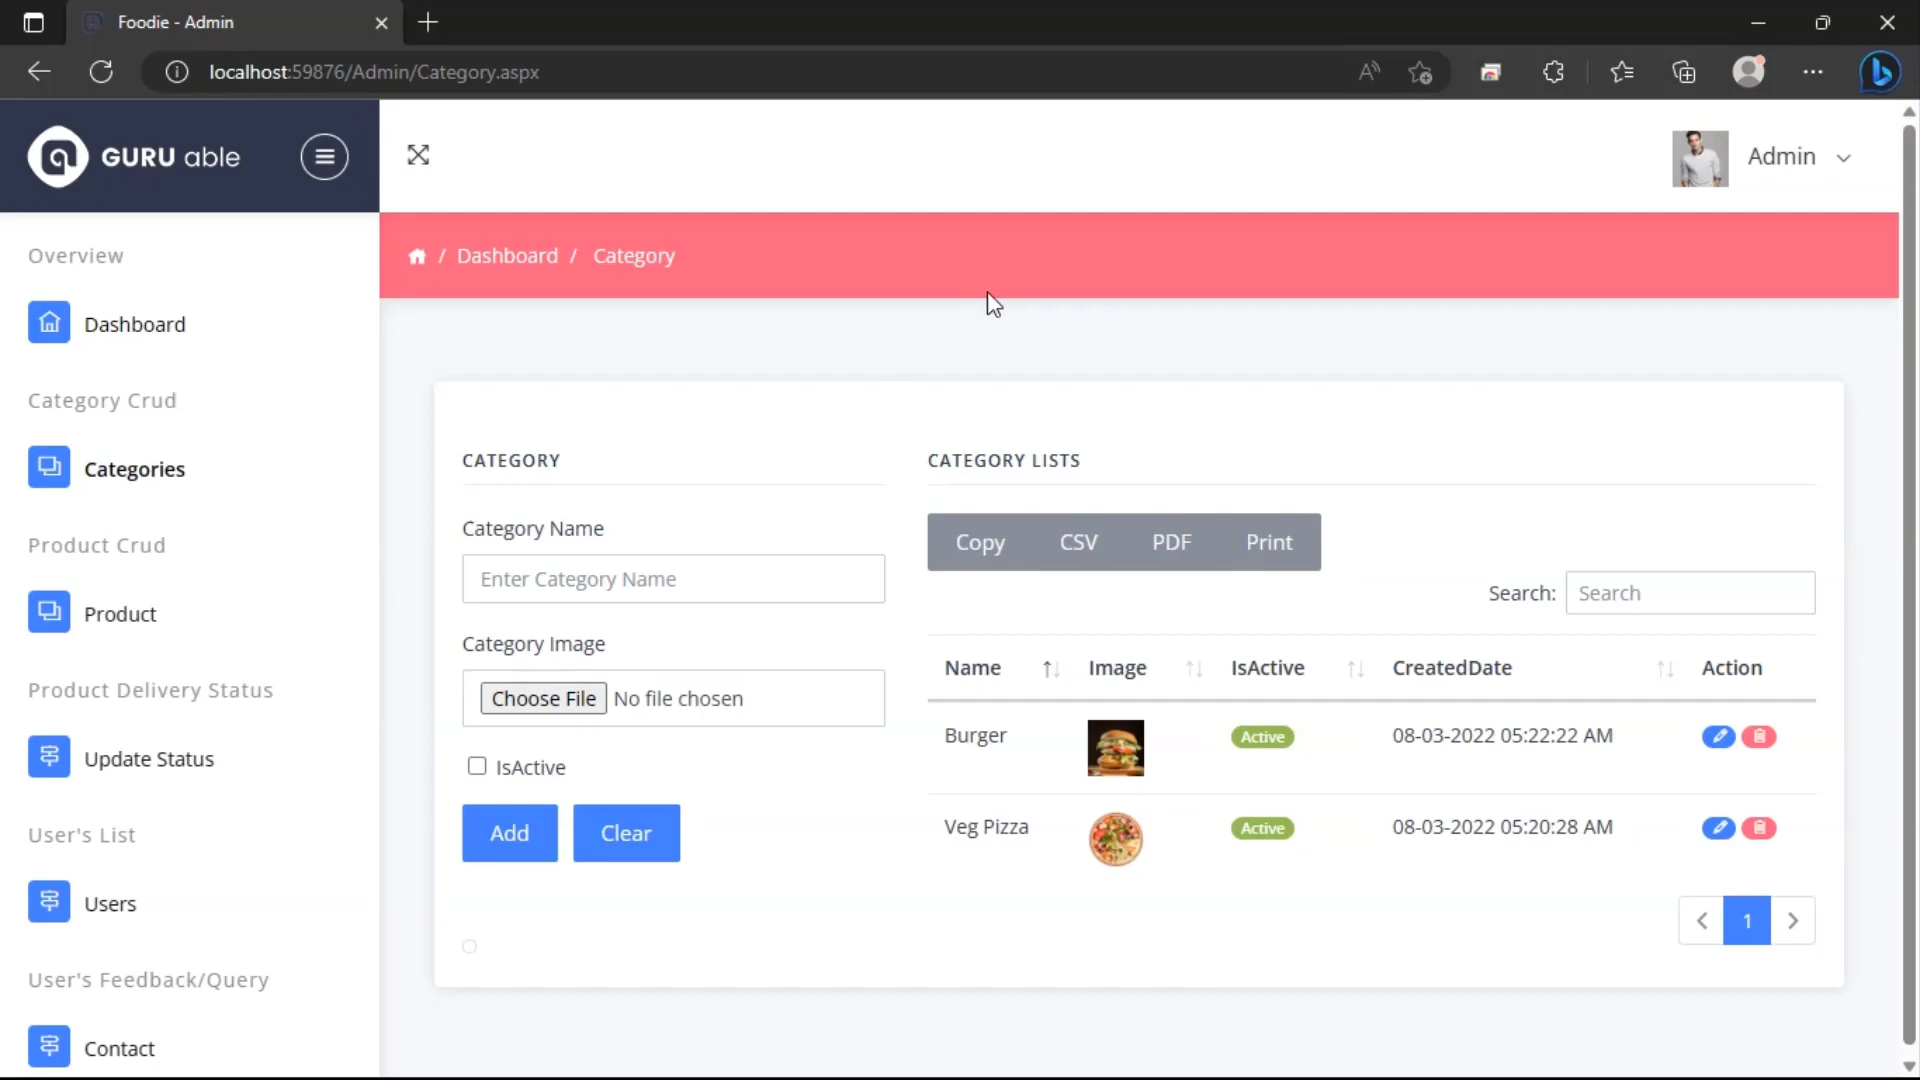 Foodie - Admin
localhost:59876/Admin/Category.aspx
GURU able
Admin
Overview
/ Dashboard / Category
Dashboard
Category Crud
Categories
Product Crud
Product
Product Delivery Status
Update Status
User's List
Users
User's Feedback/Query
Contact
CATEGORY
Category Name
Enter Category Name
Category Image
Choose File No file chosen
IsActive
Add Clear
CATEGORY LISTS
Copy CSV PDF Print
Search: Search
Name Image IsActive CreatedDate Action
Burger Active 08-03-2022 05:22:22 AM
Veg Pizza Active 08-03-2022 05:20:28 AM
1